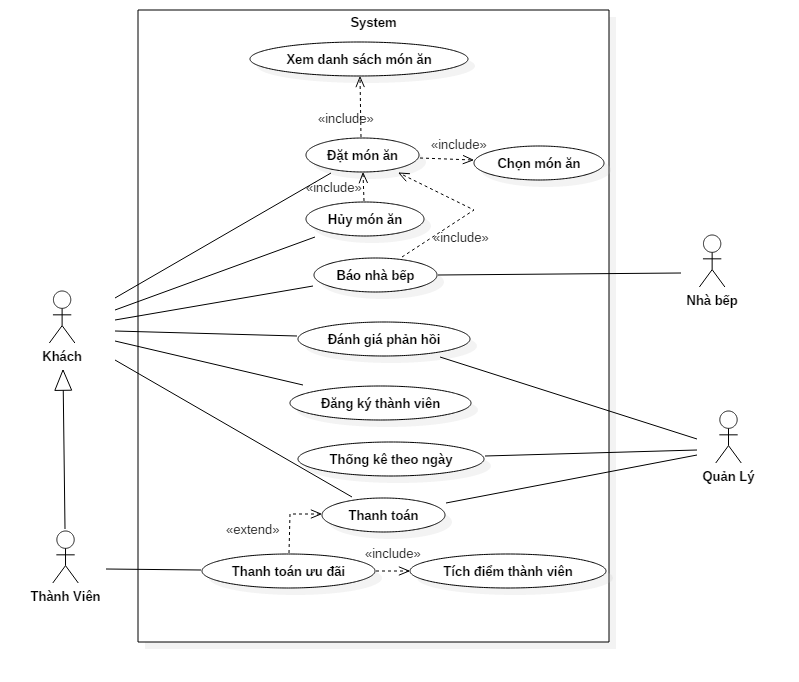 System
Xem danh sách món ăn
«include»
Đặt món ăn
«include»
Chọn món ăn
«include»
Hủy món ăn
«include»
Báo nhà bếp
Nhà bếp
Đánh giá phản hồi
Khách
Đăng ký thành viên
Thống kê theo ngày
Quản Lý
Thanh toán
«extend»
«include»
Thanh toán ưu đãi
Tích điểm thành viên
Thành Viên